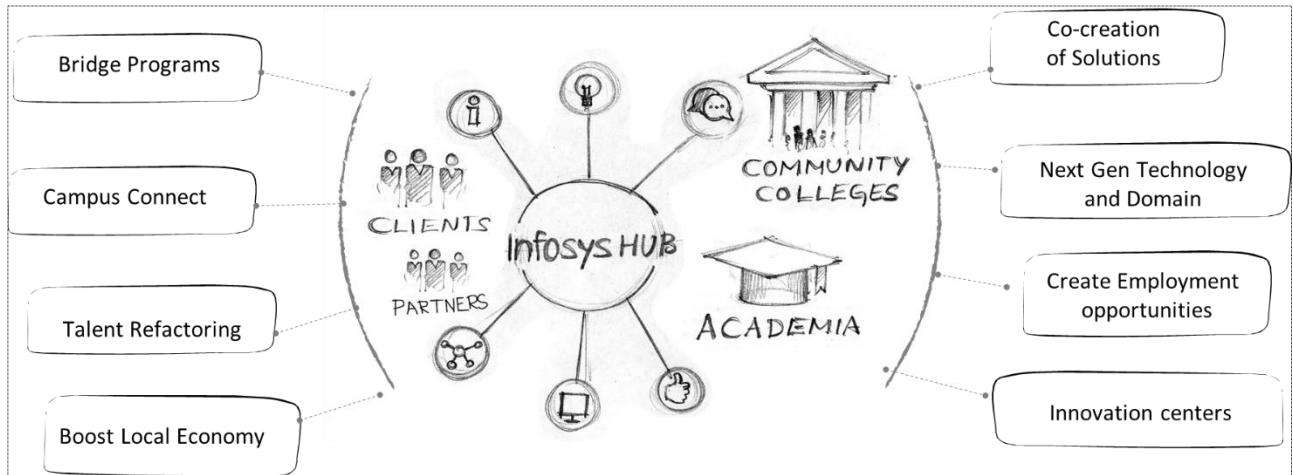 Bridge Programs
Campus Connect
Talent Refactoring
Boost Local Economy
CLIENTS
PARTNERS
Infosys HUB
COMMUNITY
COLLEGES
ACADEMIA
Co-creation
of Solutions
Next Gen Technology
and Domain
Create Employment
opportunities
Innovation centers